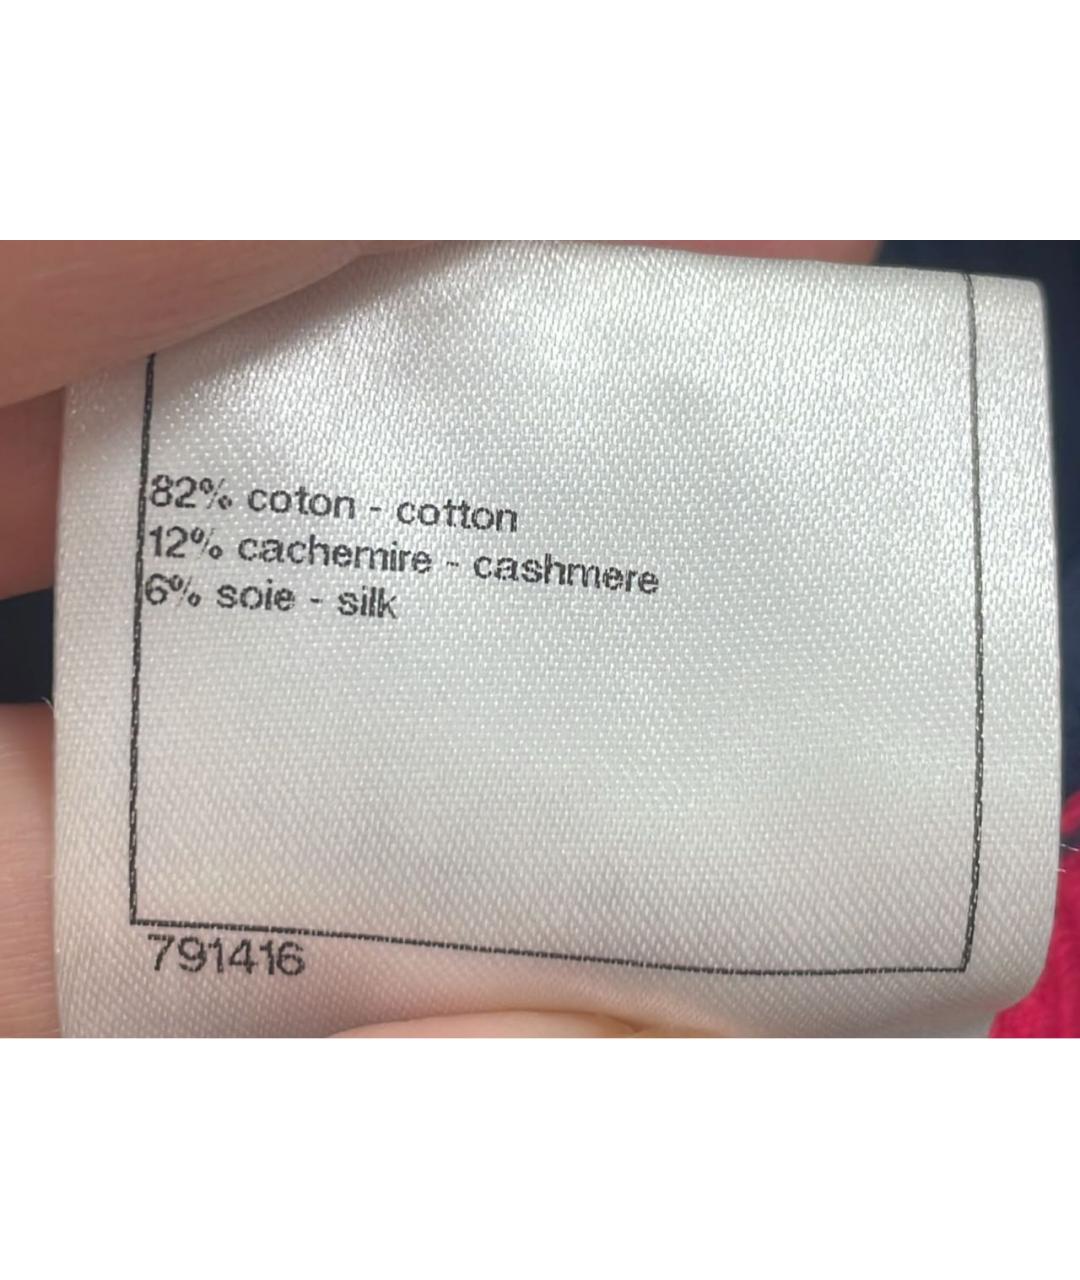 82% coton - cotton
12% cachemire - cashmere
6% soie - silk
791416